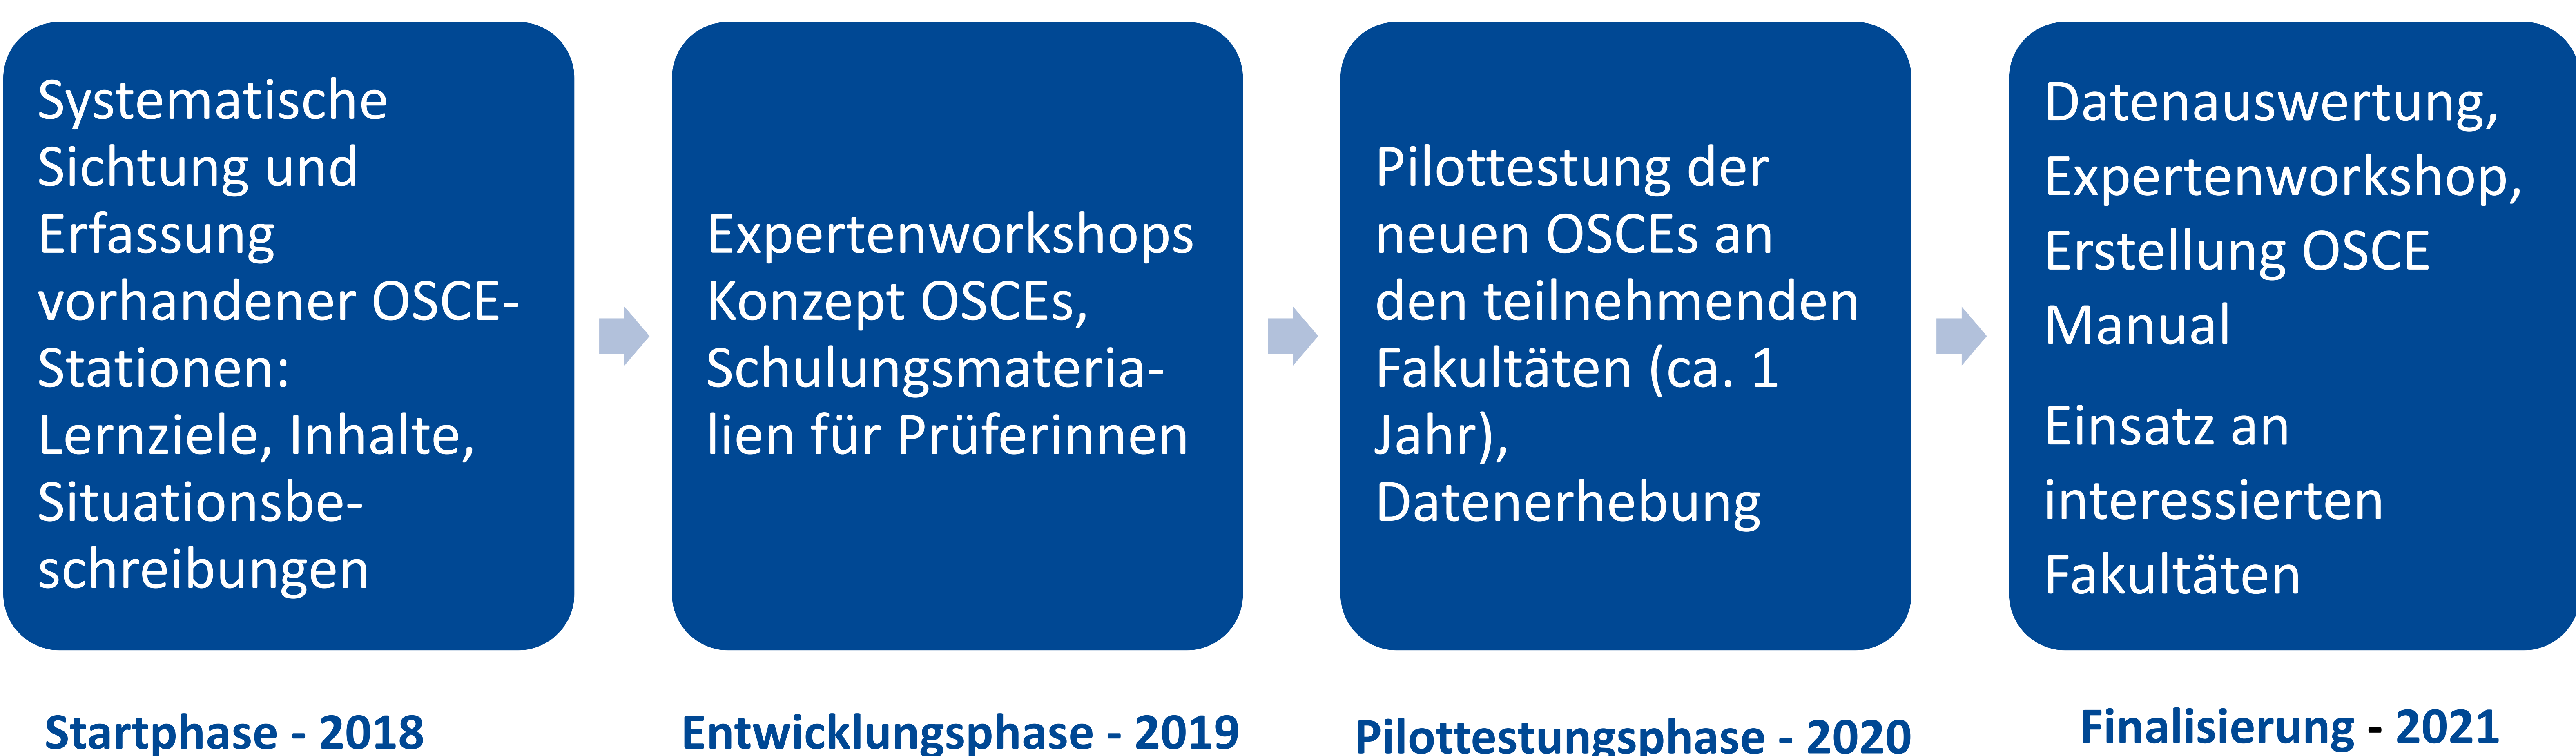 Systematische
Sichtung und
Erfassung
vorhandener OSCE-
Stationen:
Lernziele, Inhalte,
Situationsbe-
schreibungen
Startphase - 2018
Expertenworkshops
Konzept OSCEs,
Schulungsmateria-
lien für Prüferinnen
Entwicklungsphase - 2019
Pilottestung der
neuen OSCEs an
den teilnehmenden
Fakultäten (ca. 1
Jahr),
Datenerhebung
Pilottestungsphase - 2020
Datenauswertung,
Expertenworkshop,
Erstellung OSCE
Manual
Einsatz an
interessierten
Fakultäten
Finalisierung - 2021